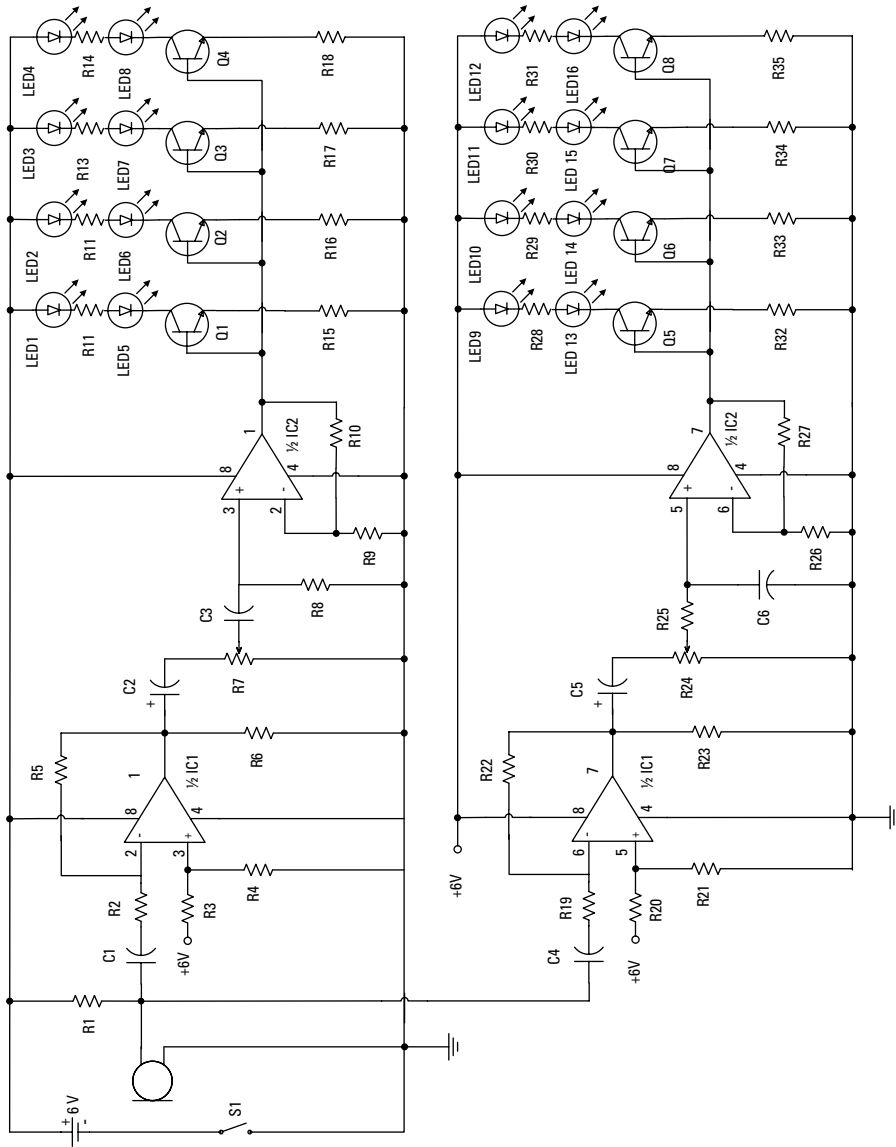 LED4
R14
LED8
Q4
R18
LED3
R13
LED7
Q3
R17
LED2
R11
LED6
Q2
R16
LED1
R11
LED5
Q1
R15
1
½ IC2
8
+
3
4
-
2
R10
R9
R8
C3
R7
C2
+
R5
1
½ IC1
R6
8
-
2
+
3
4
R2
R3
R4
+6V
C1
R1
+
6 V
-
S1
LED12
R31
LED16
Q8
R35
LED11
R30
LED 15
Q7
R34
LED10
R29
LED 14
Q6
R33
LED9
R28
LED 13
Q5
R32
7
½ IC2
8
+
5
4
-
6
R27
R26
R25
C6
R24
C5
+
R22
7
½ IC1
R23
8
-
6
+
5
4
+6V
R19
R20
R21
+6V
C4